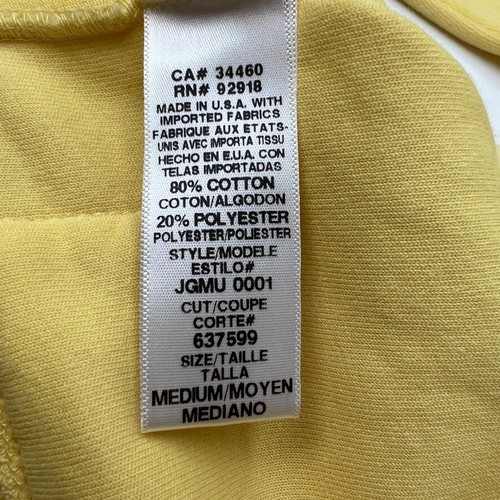 CA# 34460
RN# 92918
MADE IN U.S.A. WITH
IMPORTED FABRICS
FABRIQUE AUX ETATS-
UNIS AVEC IMPORTA TISSU
HECHO EN E.U.A. CON
TELAS IMPORTADAS
80% COTTON
COTON/ALGODON
20% POLYESTER
POLYESTER/POLIESTER
STYLE/MODELE
ESTILO#
JGMU 0001
CUT/COUPE
CORTE#
637599
SIZE/TAILLE
TALLA
MEDIUM/MOYEN
MEDIANO